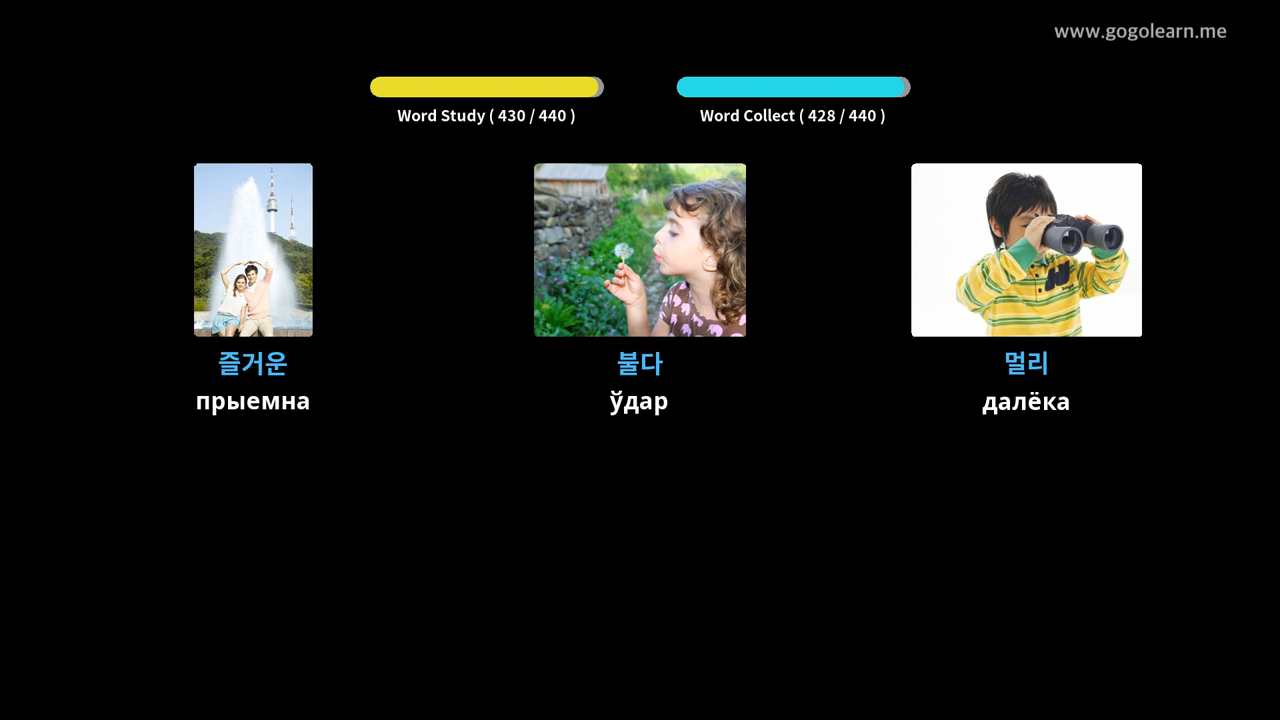 www.gogolearn.me
Word Study ( 430 / 440 )
Word Collect ( 428 / 440 )
즐거운
불다
멀리
прыемна
ўдар
далёка